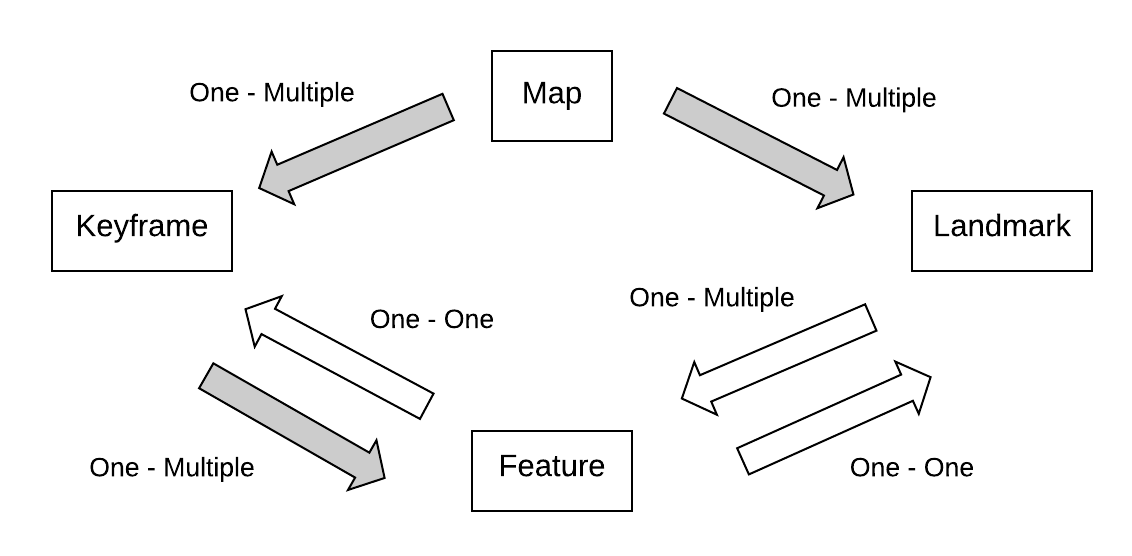 Map
One - Multiple
One - Multiple
Keyframe
Landmark
One - One
One - Multiple
One - Multiple
Feature
One - One